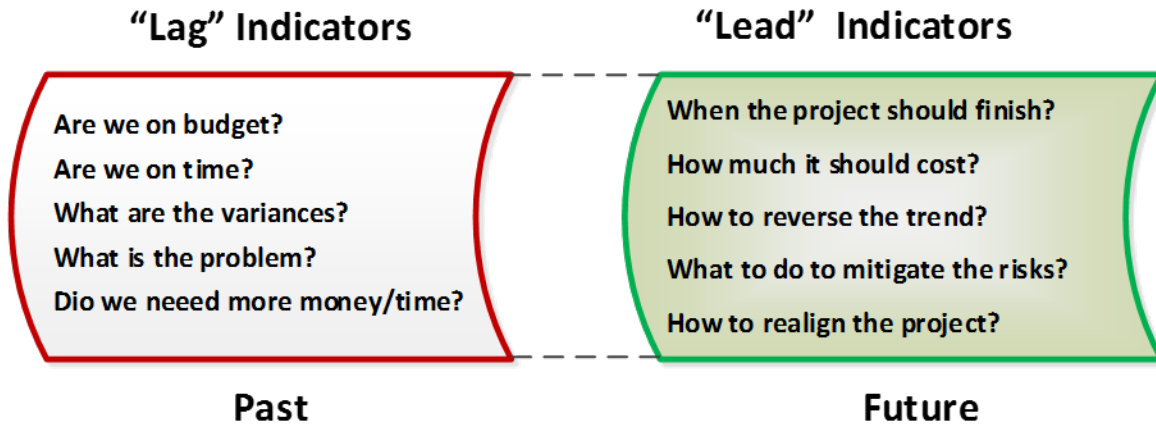 “Lag” Indicators
Are we on budget?
Are we on time?
What are the variances?
What is the problem?
Dio we neeed more money/time?
Past
“Lead” Indicators
When the project should finish?
How much it should cost?
How to reverse the trend?
What to do to mitigate the risks?
How to realign the project?
Future